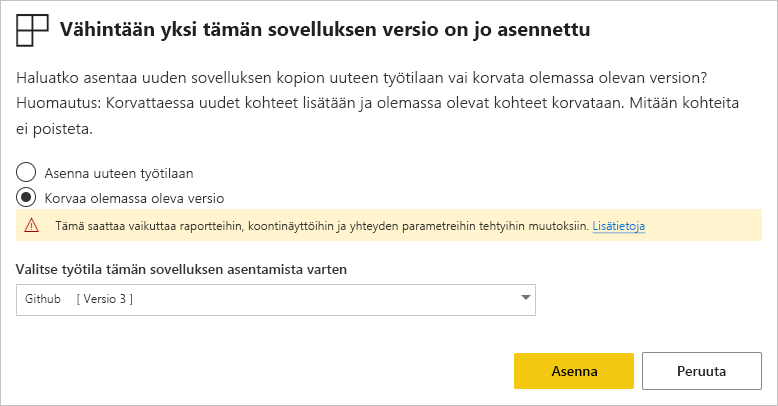 Vähintään yksi tämän sovelluksen versio on jo asennettu
Haluatko asentaa uuden sovelluksen kopion uuteen työtilaan vai korvata olemassa olevan version?
Huomautus: Korvattaessa uudet kohteet lisätään ja olemassa olevat kohteet korvataan. Mitään kohteita
ei poisteta.
Asenna uuteen työtilaan
Korvaa olemassa oleva versio
Tämä saattaa vaikuttaa raportteihin, koontinäyttöihin ja yhteyden parametreihin tehtyihin muutoksiin. Lisätietoja
Valitse työtila tämän sovelluksen asentamista varten
Github [ Versio 3 ]
Asenna Peruuta